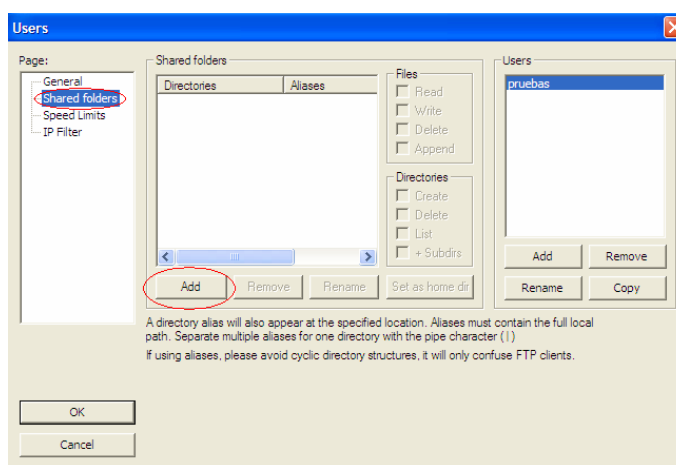 Users
Page:
General
Shared folders
Speed Limits
IP Filter
OK
Cancel
Shared folders
Directories Aliases
Files
Read
Write
Delete
Append
Directories
Create
Delete
List
+ Subdirs
Add Remove Rename Set as home dir
Users
pruebas
Add Remove
Rename Copy
A directory alias will also appear at the specified location. Aliases must contain the full local
path. Separate multiple aliases for one directory with the pipe character ( | )
If using aliases, please avoid cyclic directory structures, it will only confuse FTP clients.